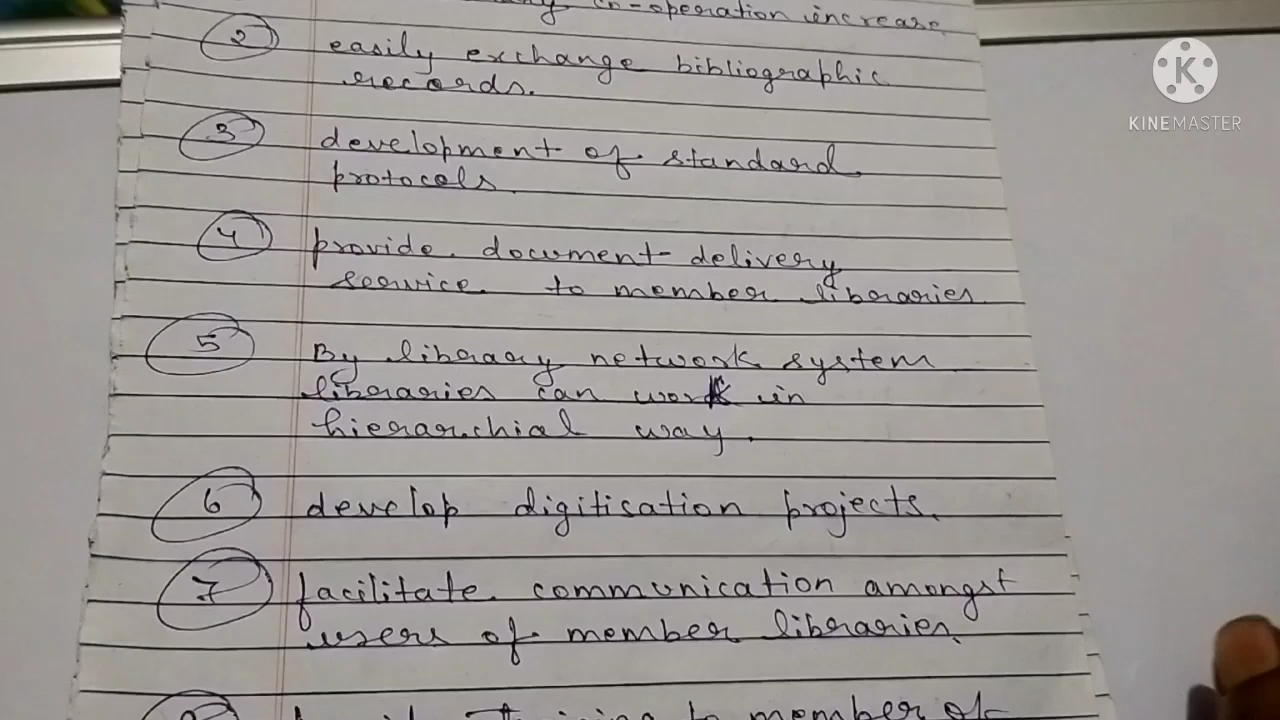 co-operation increase.
2 easily exchange bibliographic
records.
3 development of standard
protocols.
4 provide document delivery
service to member libraries
5 By library network system
libraries can work in
hierarchial way.
6 develop digitisation projects.
7 facilitate communication amongst
users of member libraries.
to member of
K
KINEMASTER